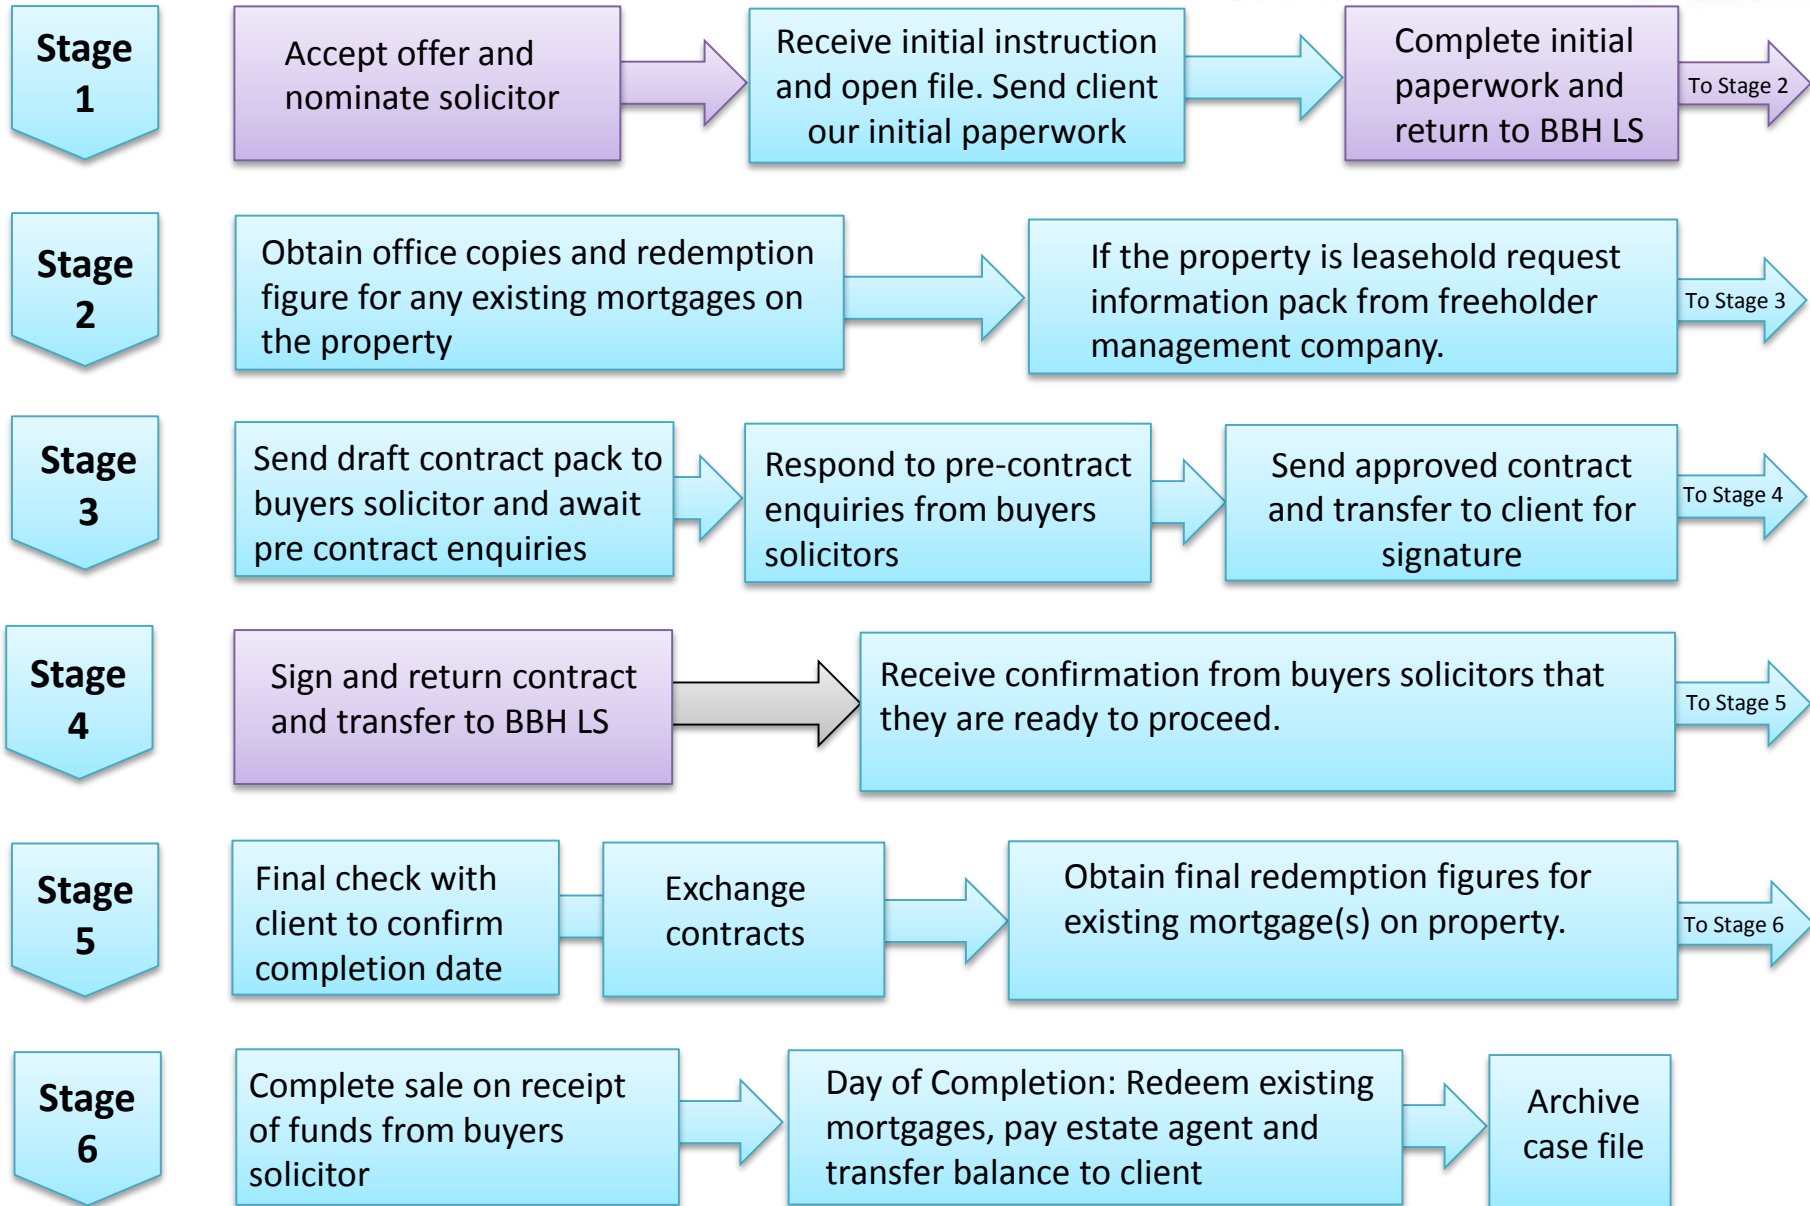 Stage
1
Accept offer and
nominate solicitor
Receive initial instruction
and open file. Send client
our initial paperwork
Complete initial
paperwork and
return to BBH LS
To Stage 2
Stage
2
Obtain office copies and redemption
figure for any existing mortgages on
the property
If the property is leasehold request
information pack from freeholder
management company.
To Stage 3
Stage
3
Send draft contract pack to
buyers solicitor and await
pre contract enquiries
Respond to pre-contract
enquiries from buyers
solicitors
Send approved contract
and transfer to client for
signature
To Stage 4
Stage
4
Sign and return contract
and transfer to BBH LS
Receive confirmation from buyers solicitors that
they are ready to proceed.
To Stage 5
Stage
5
Final check with
client to confirm
completion date
Exchange
contracts
Obtain final redemption figures for
existing mortgage(s) on property.
To Stage 6
Stage
6
Complete sale on receipt
of funds from buyers
solicitor
Day of Completion: Redeem existing
mortgages, pay estate agent and
transfer balance to client
Archive
case file